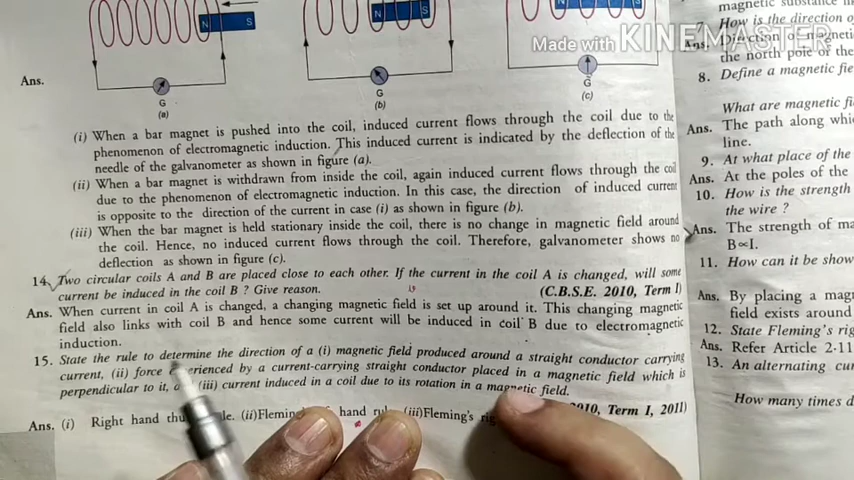 N S
N S
N S
Made with KINEMASTER
Ans.
G
G
G
(a)
(b)
(c)
(i) When a bar magnet is pushed into the coil, induced current flows through the coil due to the
phenomenon of electromagnetic induction. This induced current is indicated by the deflection of the
needle of the galvanometer as shown in figure (a).
(ii) When a bar magnet is withdrawn from inside the coil, again induced current flows through the coil
due to the phenomenon of electromagnetic induction. In this case, the direction of induced current
is opposite to the direction of the current in case (i) as shown in figure (b).
(iii) When the bar magnet is held stationary inside the coil, there is no change in magnetic field around
the coil. Hence, no induced current flows through the coil. Therefore, galvanometer shows no
deflection as shown in figure (c).
14. Two circular coils A and B are placed close to each other. If the current in the coil A is changed, will some
current be induced in the coil B ? Give reason. (C.B.S.E. 2010, Term I)
Ans. When current in coil A is changed, a changing magnetic field is set up around it. This changing magnetic
field also links with coil B and hence some current will be induced in coil B due to electromagnetic
induction.
15. State the rule to determine the direction of a (i) magnetic field produced around a straight conductor carrying
current, (ii) force experienced by a current-carrying straight conductor placed in a magnetic field which is
perpendicular to it, (iii) current induced in a coil due to its rotation in a magnetic field.
2010, Term I, 2011)
Ans. (i) Right hand (ii) Fleming hand (iii) Fleming's
magnetic substance
7. How is the direction
Ans. of magnetic
the north pole of the
8. Define a magnetic
What are magnetic
Ans. The path along
line.
9. At what place of the
Ans. At the poles of the
10. How is the strength
the wire ?
Ans. The strength of
B∝I.
11. How can it be
Ans. By placing a
field exists around
12. State Fleming's
Ans. Refer Article 2·11
13. An alternating
How many times